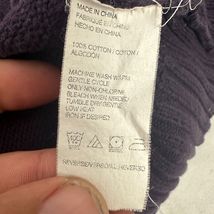 MADE IN CHINA
FABRIQUÉ EN CHINE
HECHO EN CHINA
100% COTTON / COTON /
ALGODON
MACHINE WASH WARM
GENTLE CYCLE
ONLY NON-CHLORINE
BLEACH WHEN NEEDED
TUMBLE DRY GENTLE
LOW HEAT
IRON IF DESIRED